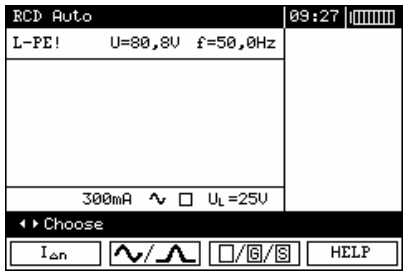 RCD Auto 09:27
L-PE! U=80,8V f=50,0Hz
300mA UL=25V
Choose
IΔn / □/G/S HELP